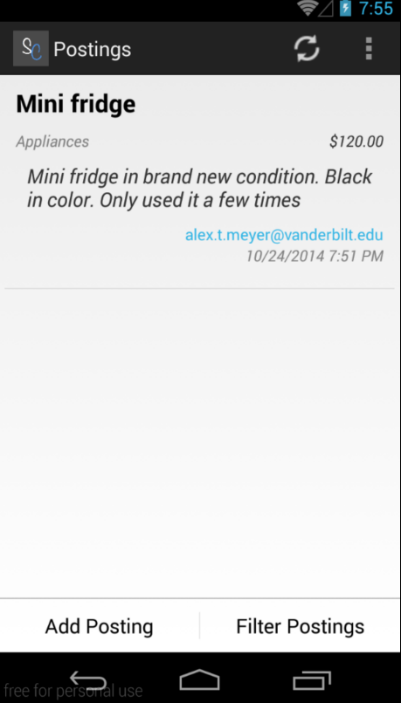 7:55
SC Postings
Mini fridge
Appliances $120.00
Mini fridge in brand new condition. Black
in color. Only used it a few times
alex.t.meyer@vanderbilt.edu
10/24/2014 7:51 PM
Add Posting Filter Postings
free for personal use